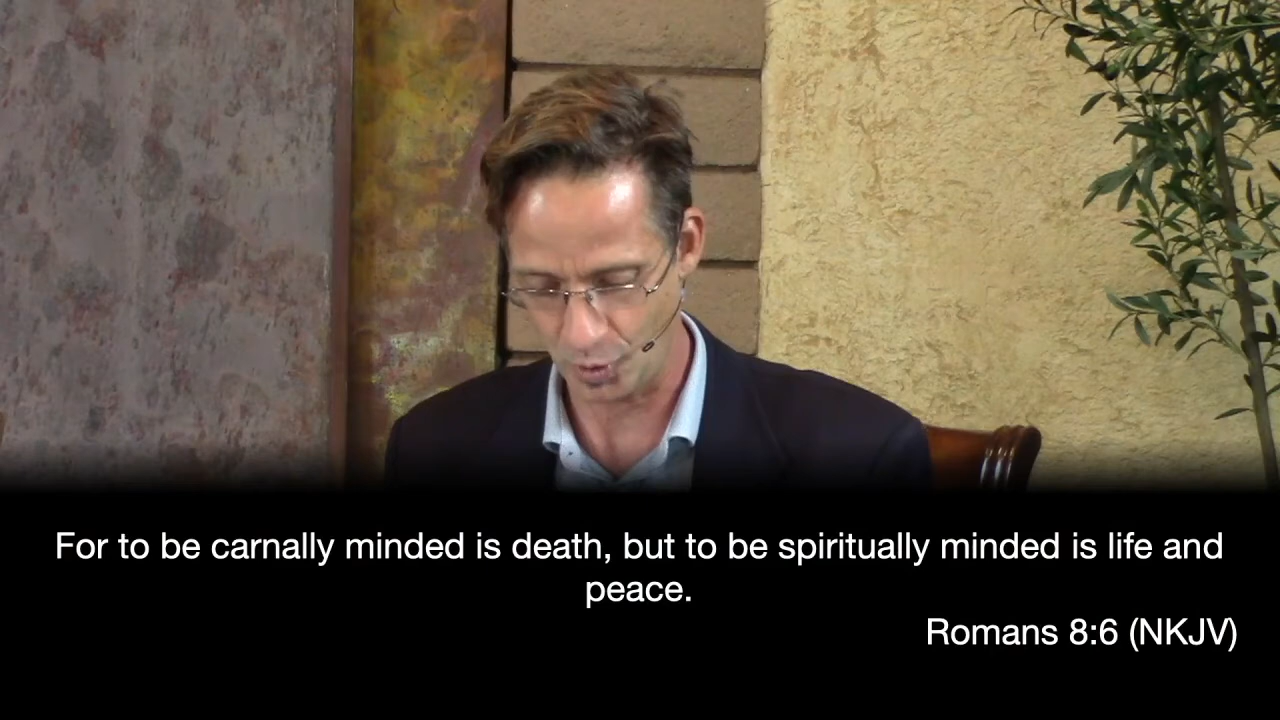 For to be carnally minded is death, but to be spiritually minded is life and
peace.
Romans 8:6 (NKJV)